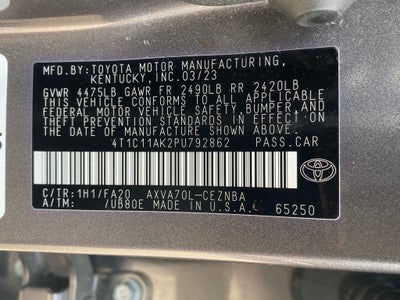 MFD. BY: TOYOTA MOTOR MANUFACTURING,
KENTUCKY, INC. 03/23
GVWR 4475LB GAWR FR 2490LB RR 2420LB
THIS VEHICLE CONFORMS TO ALL APPLICABLE
FEDERAL MOTOR VEHICLE SAFETY, BUMPER, AND
THEFT PREVENTION STANDARDS IN EFFECT ON
THE DATE OF MANUFACTURE SHOWN ABOVE.
4T1C11AK2PU792862 PASS. CAR
C/TR: 1H1/FA20 AXVA70L-CEZNBA
A/TM: /UB80E MADE IN U.S.A. 65250
TOYOTA